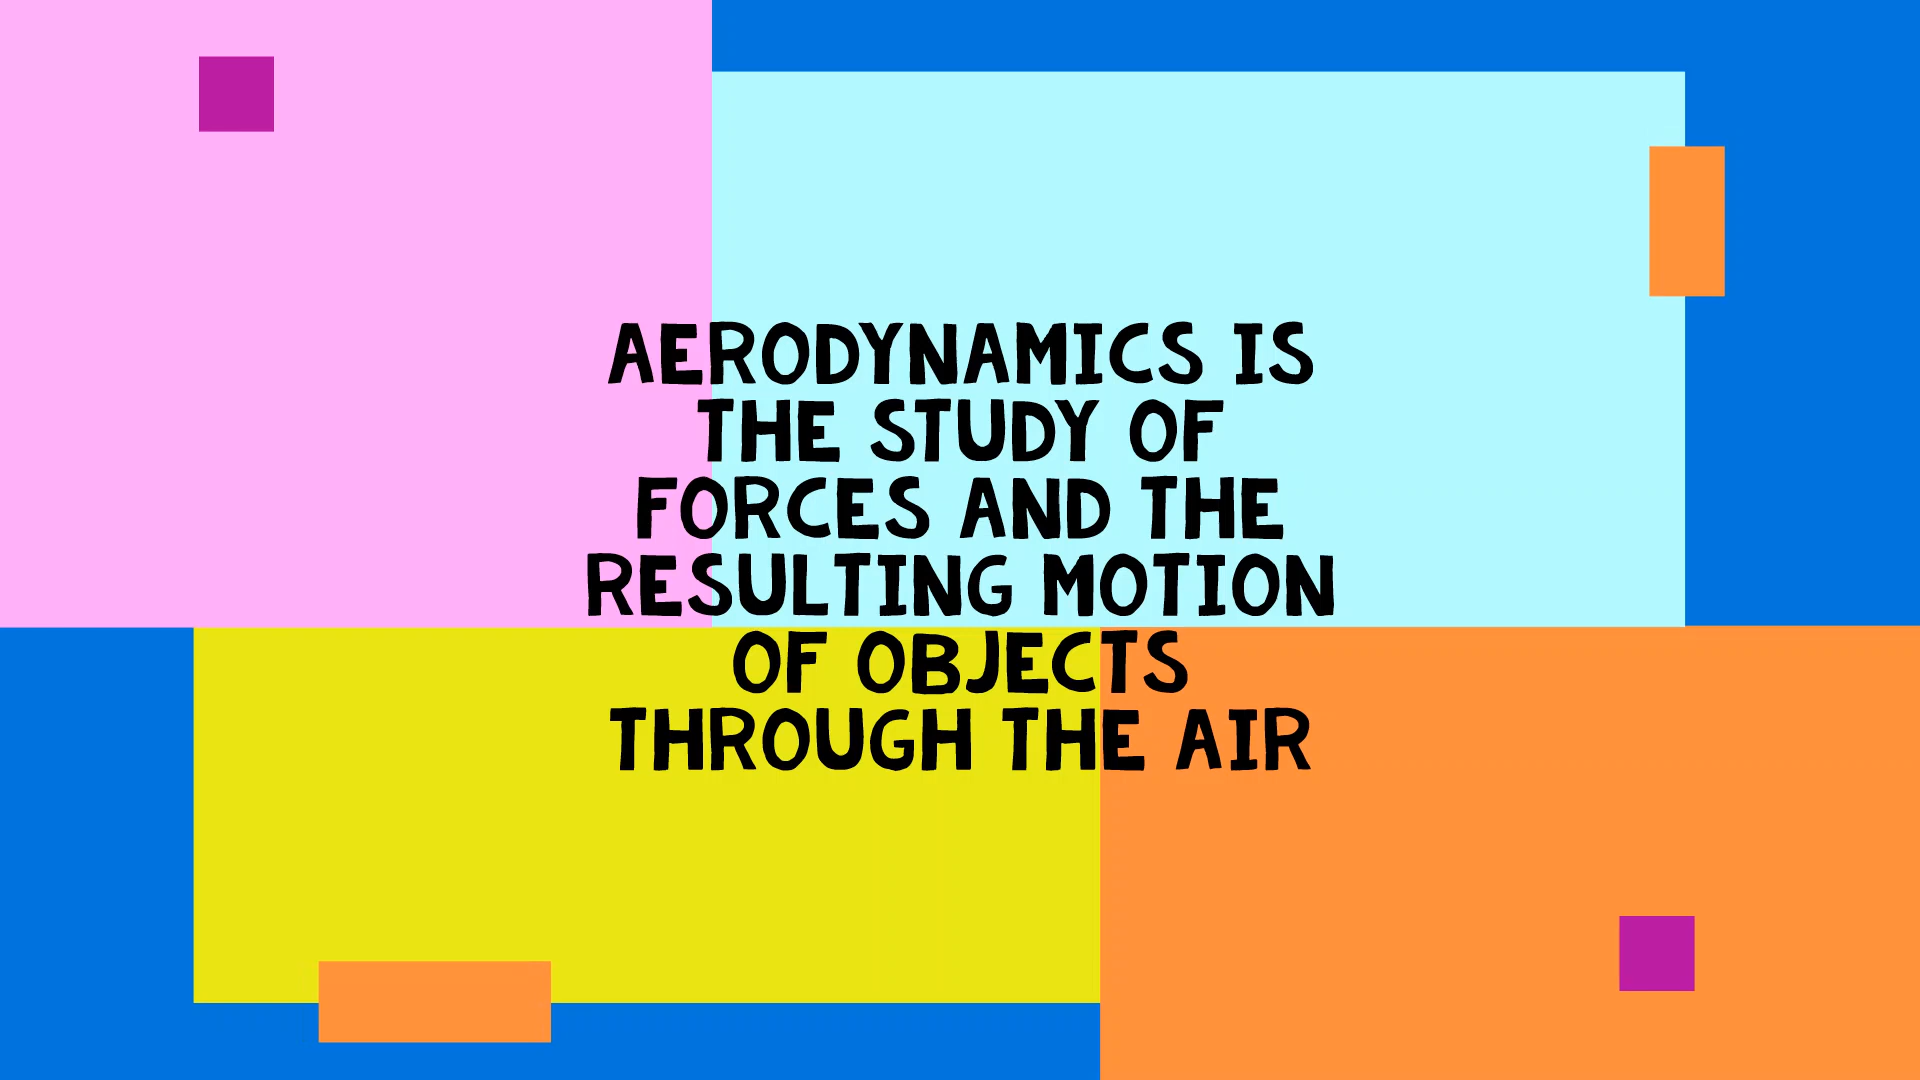 AERODYNAMICS IS
THE STUDY OF
FORCES AND THE
RESULTING MOTION
OF OBJECTS
THROUGH THE AIR